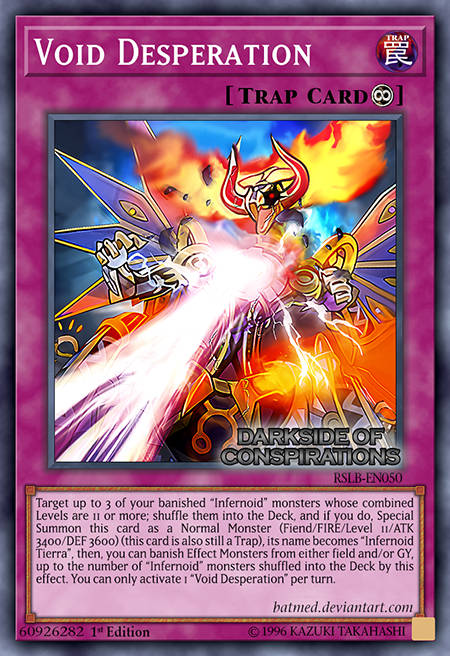 VOID DESPERATION
TRAP
罠
[TRAP CARD]
DARKSIDE OF
CONSPIRATIONS
RSLB-EN050
Target up to 3 of your banished “Infernoid” monsters whose combined
Levels are 11 or more; shuffle them into the Deck, and if you do, Special
Summon this card as a Normal Monster (Fiend/FIRE/Level 11/ATK
3400/DEF 3600) (this card is also still a Trap), its name becomes “Infernoid
Tierra”, then, you can banish Effect Monsters from either field and/or GY,
up to the number of “Infernoid” monsters shuffled into the Deck by this
effect. You can only activate 1 “Void Desperation” per turn.
batmed.deviantart.com
60926282 1st Edition ©1996 KAZUKI TAKAHASHI